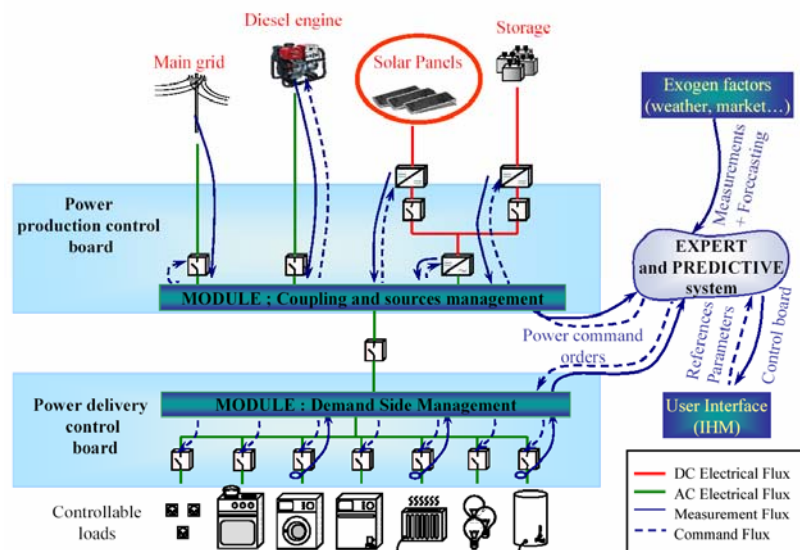 Diesel engine
Storage
Main grid
Solar Panels
Exogen factors
(weather, market…)
Measurements
+ Forecasting
Power
production control
board
EXPERT
and PREDICTIVE
system
MODULE ; Coupling and sources management
Power command
orders
References
Parameters
Control board
Power delivery
control
board
MODULE : Demand Side Management
User Interface
(IHM)
Controllable
loads
DC Electrical Flux
AC Electrical Flux
Measurement Flux
Command Flux